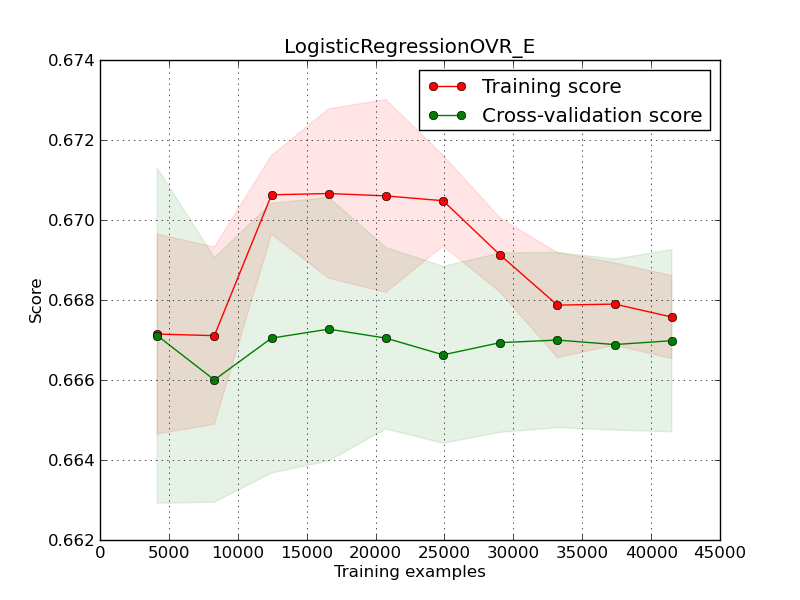 LogisticRegressionOVR_E
Training score
Cross-validation score
0.674
0.672
0.670
0.668
0.666
0.664
0.662
Score
0 5000 10000 15000 20000 25000 30000 35000 40000 45000
Training examples